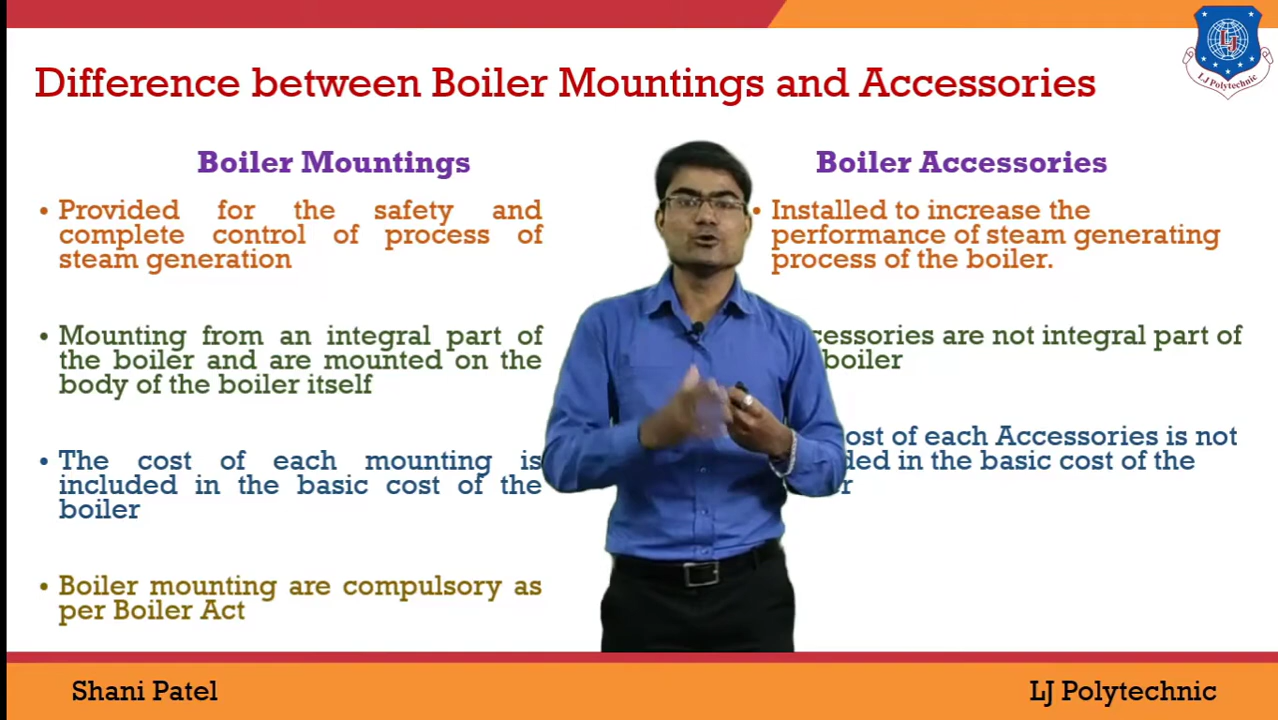 Difference between Boiler Mountings and Accessories
LJ
LJ Polytechnic
Boiler Mountings
• Provided for the safety and
complete control of process of
steam generation
• Mounting from an integral part of
the boiler and are mounted on the
body of the boiler itself
• The cost of each mounting is
included in the basic cost of the
boiler
• Boiler mounting are compulsory as
per Boiler Act
Boiler Accessories
• Installed to increase the
performance of steam generating
process of the boiler.
are not integral part of
boiler
of each Accessories is not
in the basic cost of the
Shani Patel
LJ Polytechnic